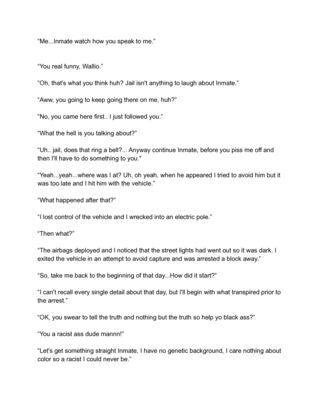 “Me...Inmate watch how you speak to me.”
“You real funny, Wallio.”
“Oh, that's what you think huh? Jail isn't anything to laugh about Inmate.”
“Aww, you going to keep going there on me, huh?”
“No, you came here first.. I just followed you.”
“What the hell is you talking about?”
“Uh.. jail, does that ring a bell?... Anyway continue Inmate, before you piss me off and
then I'll have to do something to you.”
“Yeah...yeah...where was I at? Uh, oh yeah, when he appeared I tried to avoid him but it
was too late and I hit him with the vehicle.”
“What happened after that?”
“I lost control of the vehicle and I wrecked into an electric pole.”
“Then what?”
“The airbags deployed and I noticed that the street lights had went out so it was dark. I
exited the vehicle in an attempt to avoid capture and was arrested a block away.”
“So, take me back to the beginning of that day...How did it start?”
“I can't recall every single detail about that day, but I'll begin with what transpired prior to
the arrest.”
“OK, you swear to tell the truth and nothing but the truth so help yo black ass?”
“You a racist ass dude mannn!”
“Let's get something straight Inmate, I have no genetic background, I care nothing about
color so a racist I could never be.”